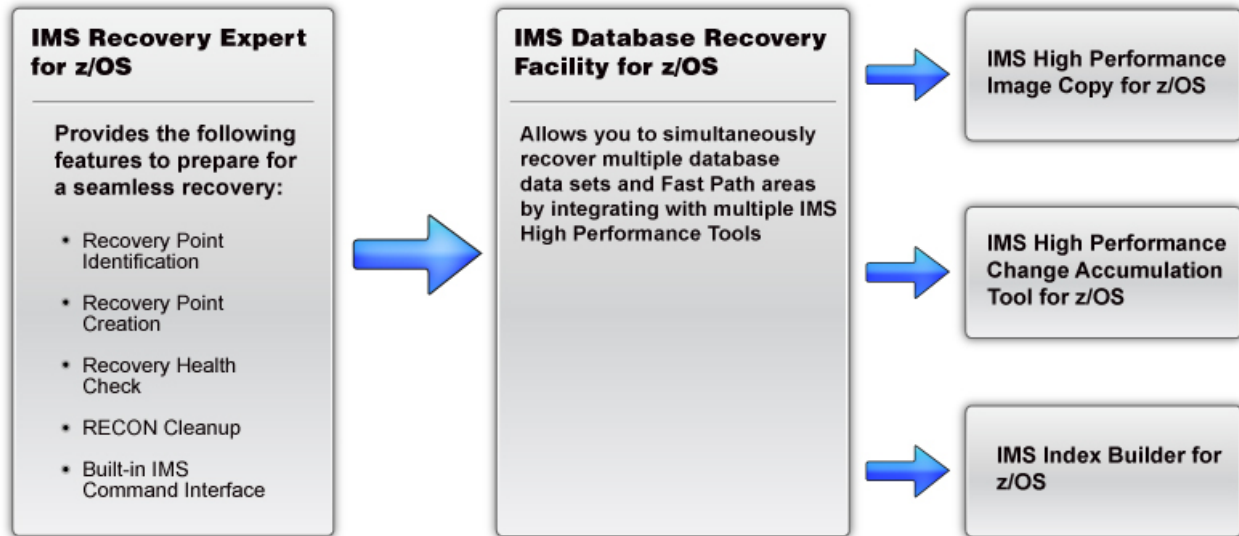 IMS Recovery Expert
for z/OS
Provides the following
features to prepare for
a seamless recovery:
• Recovery Point
Identification
• Recovery Point
Creation
• Recovery Health
Check
• RECON Cleanup
• Built-in IMS
Command Interface
IMS Database Recovery
Facility for z/OS
Allows you to simultaneously
recover multiple database
data sets and Fast Path areas
by integrating with multiple IMS
High Performance Tools
IMS High Performance
Image Copy for z/OS
IMS High Performance
Change Accumulation
Tool for z/OS
IMS Index Builder for
z/OS